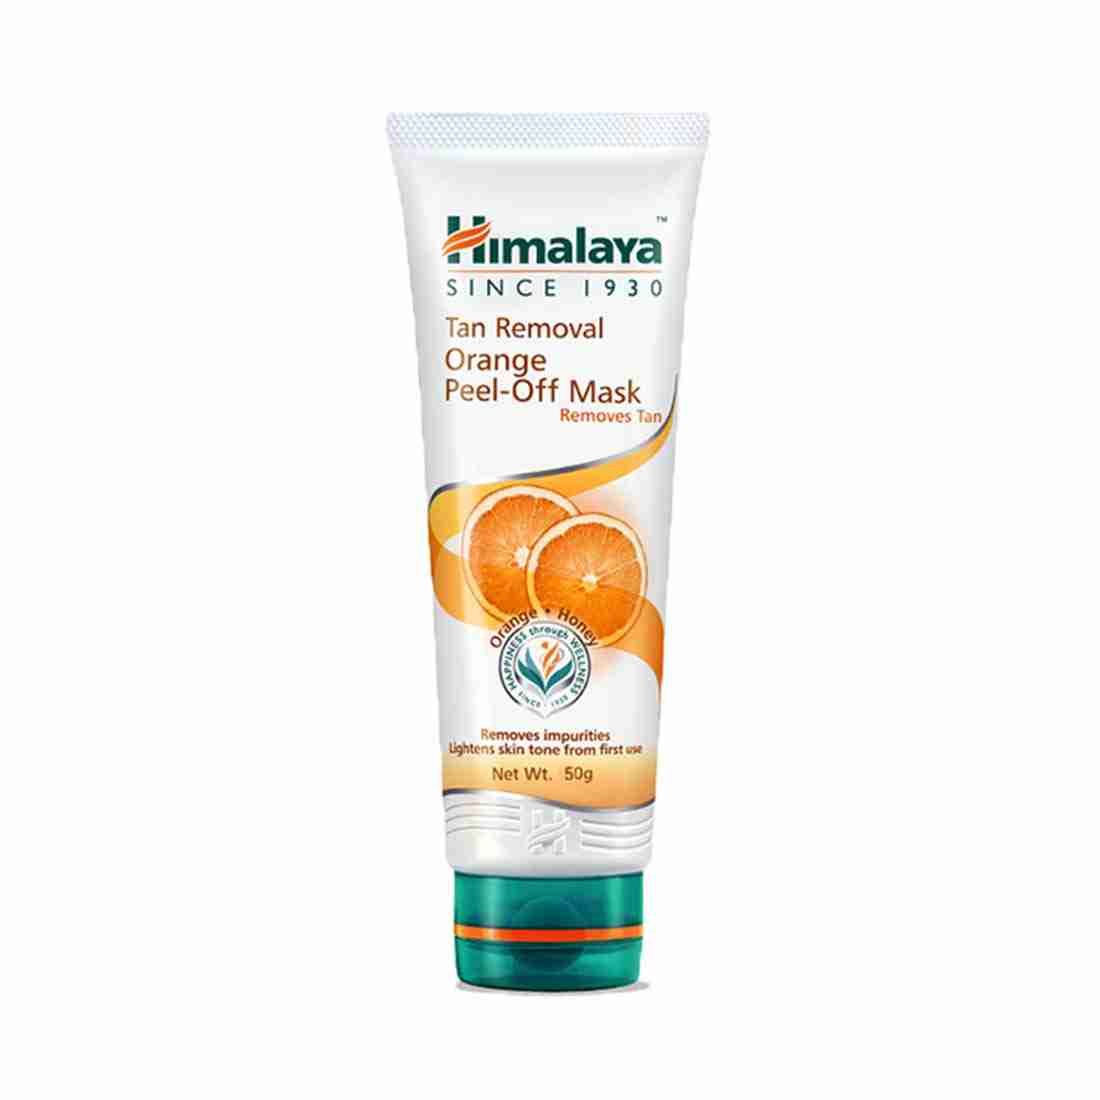 Himalaya™
SINCE 1930
Tan Removal
Orange
Peel-Off Mask
Removes Tan
Orange • Honey
HAPPINESS through WELLNESS
SINCE · 1930
Removes impurities
Lightens skin tone from first use
Net Wt. 50g